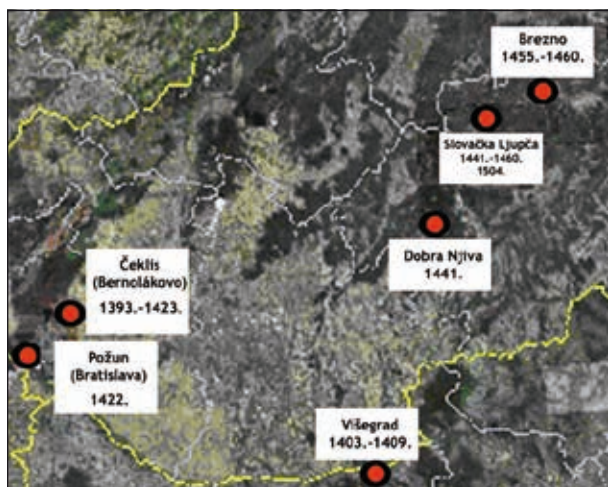 Brezno
1455.-1460.
Slovačka Ljupča
1441.-1460.
1504.
Dobra Njiva
1441.
Čeklis
(Bernolákovo)
1393.-1423.
Požun
(Bratislava)
1422.
Višegrad
1403.-1409.